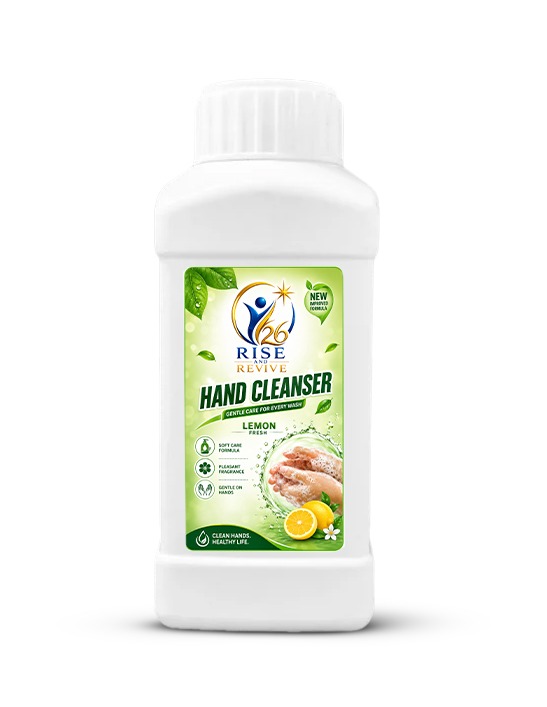 26
RISE
AND
REVIVE
NEW
IMPROVED
FORMULA
HAND CLEANSER
GENTLE CARE FOR EVERY WASH
LEMON
FRESH
SOFT CARE
FORMULA
PLEASANT
FRAGRANCE
GENTLE ON
HANDS
CLEAN HANDS.
HEALTHY LIFE.